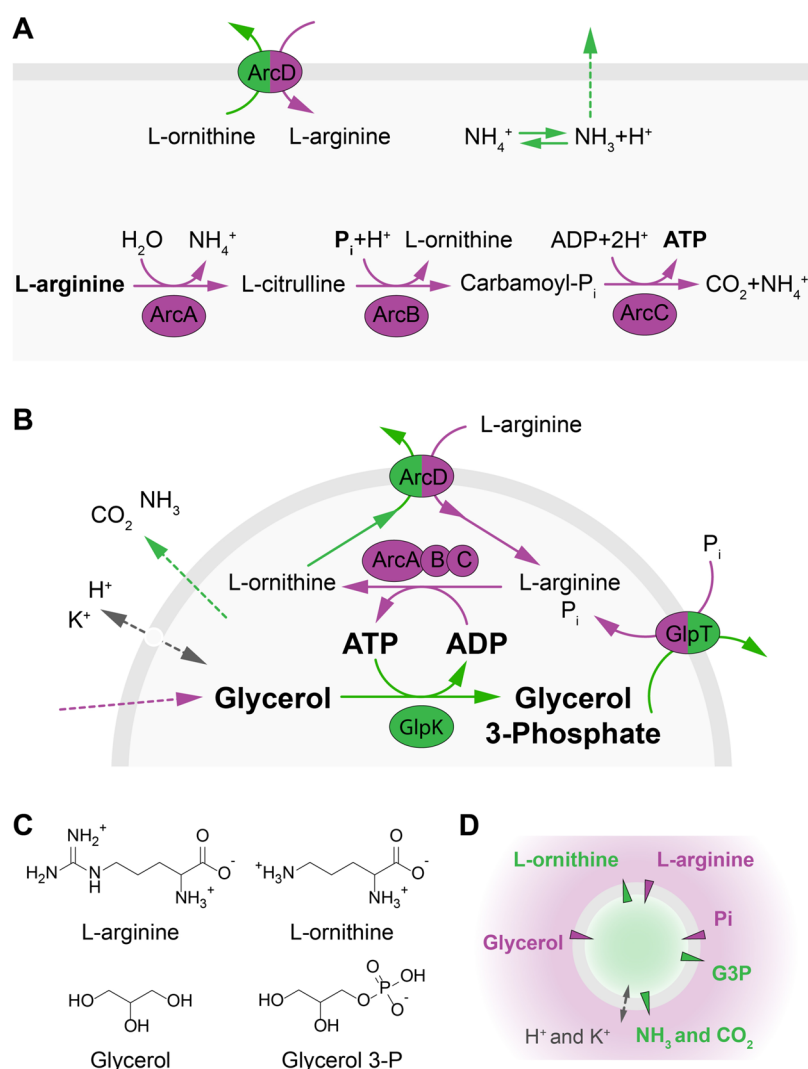 A
ArcD
L-ornithine L-arginine NH₄⁺ NH₃+H⁺
H₂O NH₄⁺ Pᵢ+H⁺ L-ornithine ADP+2H⁺ ATP
L-arginine L-citrulline Carbamoyl-Pᵢ CO₂+NH₄⁺
ArcA ArcB ArcC
B
L-arginine
ArcD
CO₂ NH₃
H⁺
K⁺
ArcA B C
L-ornithine L-arginine
Pᵢ
Pᵢ
GlpT
ATP ADP
Glycerol Glycerol
3-Phosphate
GlpK
C
NH₂⁺ O
H₂N N H O⁻
NH₃⁺
L-arginine
O
⁺H₃N O⁻
NH₃⁺
L-ornithine
HO OH
OH
Glycerol
O OH
HO O P O⁻
OH
Glycerol 3-P
D
L-ornithine L-arginine
Glycerol Pi
G3P
H⁺ and K⁺ NH₃ and CO₂